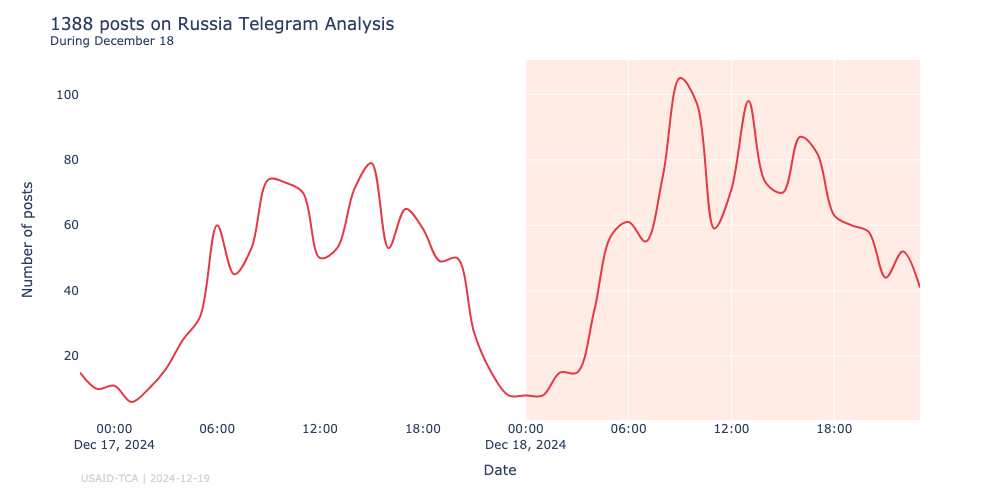 1388 posts on Russia Telegram Analysis
During December 18
Number of posts
100
80
60
40
20
00:00 06:00 12:00 18:00 00:00 06:00 12:00 18:00
Dec 17, 2024 Dec 18, 2024
Date
USAID-TCA | 2024-12-19